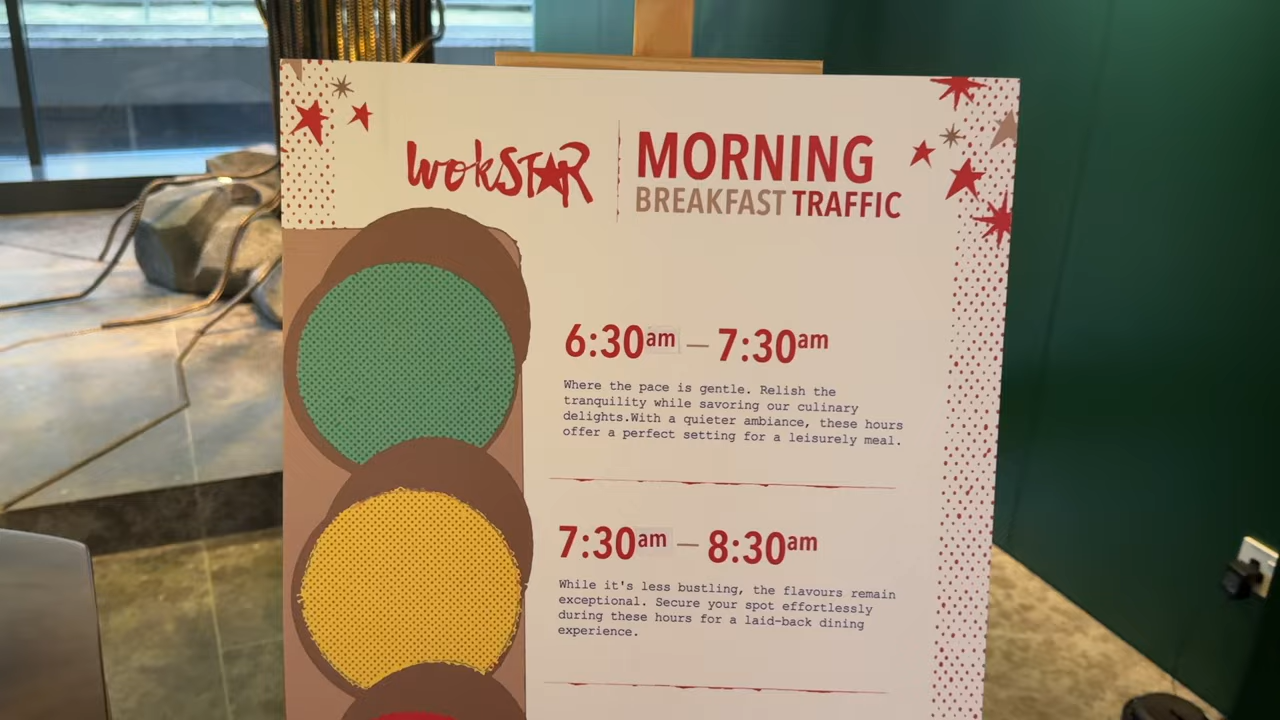 wokSTAR
MORNING
BREAKFAST TRAFFIC
6:30am — 7:30am
Where the pace is gentle. Relish the
tranquility while savoring our culinary
delights.With a quieter ambiance, these hours
offer a perfect setting for a leisurely meal.
7:30am — 8:30am
While it's less bustling, the flavours remain
exceptional. Secure your spot effortlessly
during these hours for a laid-back dining
experience.